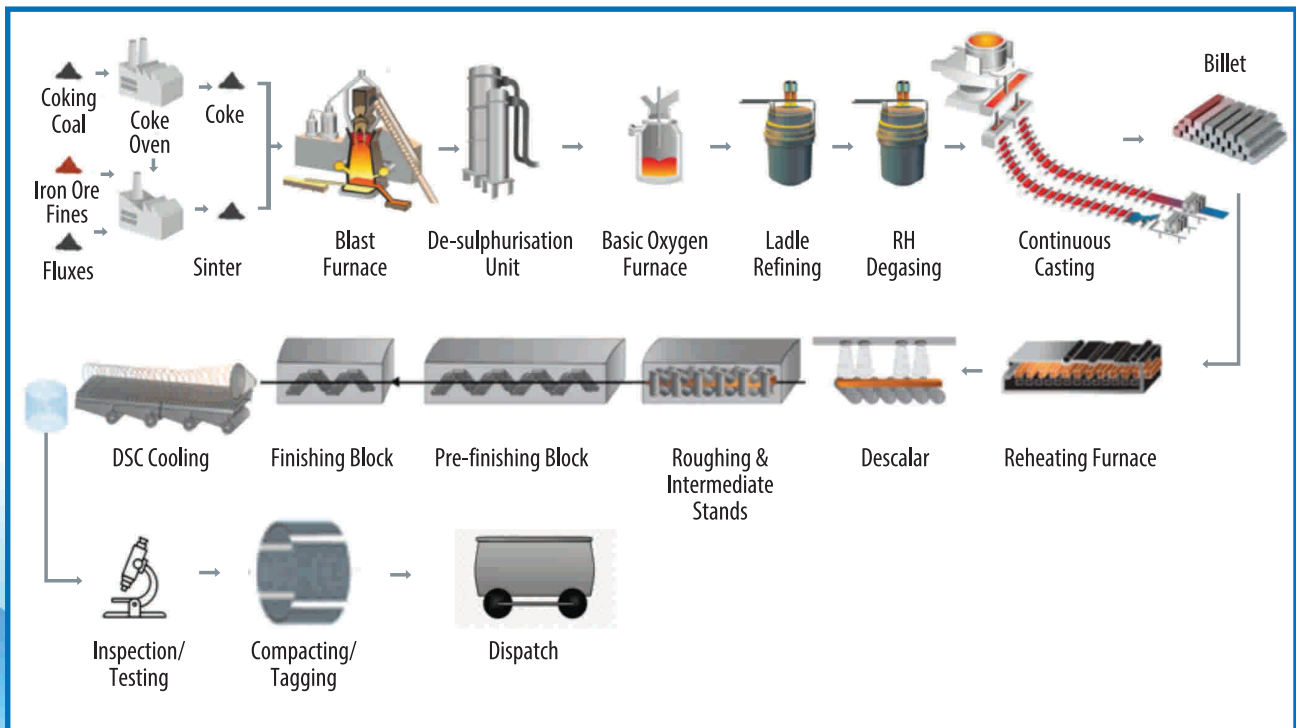 Coking
Coal
Coke
Oven
Coke
Iron Ore
Fines
Fluxes
Sinter
Blast
Furnace
De-sulphurisation
Unit
Basic Oxygen
Furnace
Ladle
Refining
RH
Degasing
Continuous
Casting
Billet
DSC Cooling
Finishing Block
Pre-finishing Block
Roughing &
Intermediate
Stands
Descalar
Reheating Furnace
Inspection/
Testing
Compacting/
Tagging
Dispatch